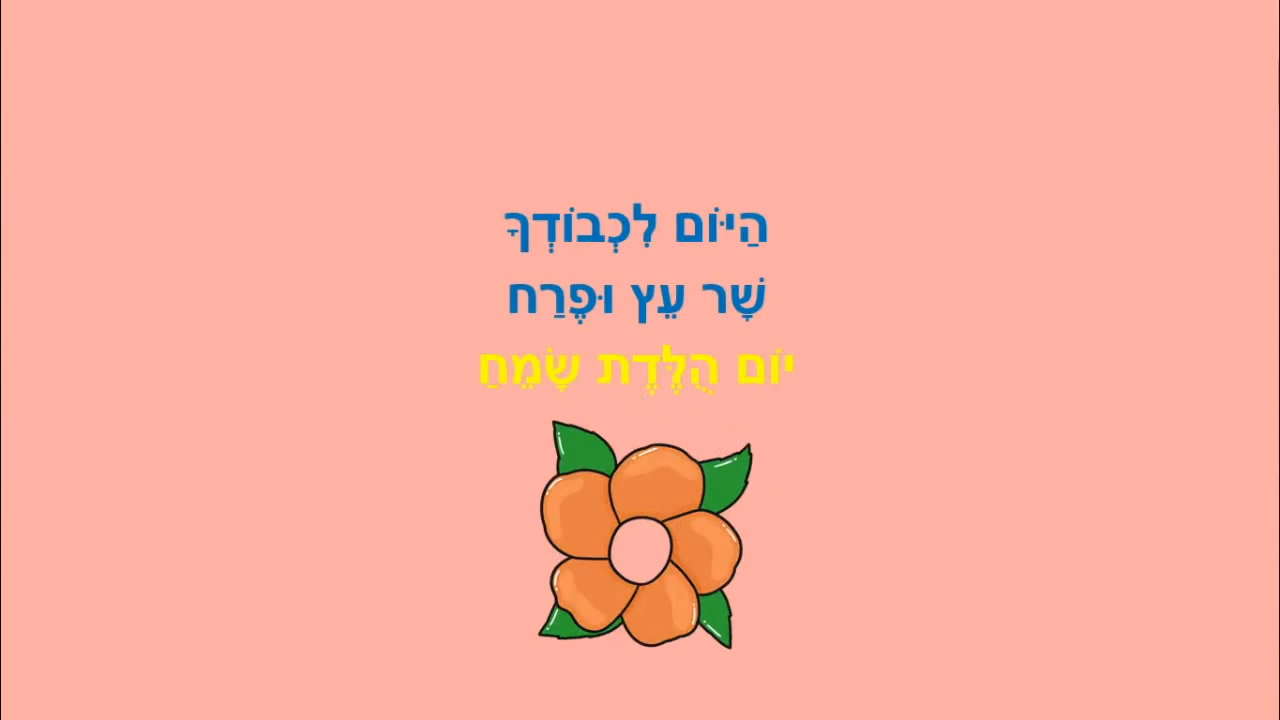 הַיּוֹם לִכְבוֹדְךָ
שָׁר עֵץ וּפֶרַח
יוֹם הֻלֶּדֶת שָׂמֵחַ